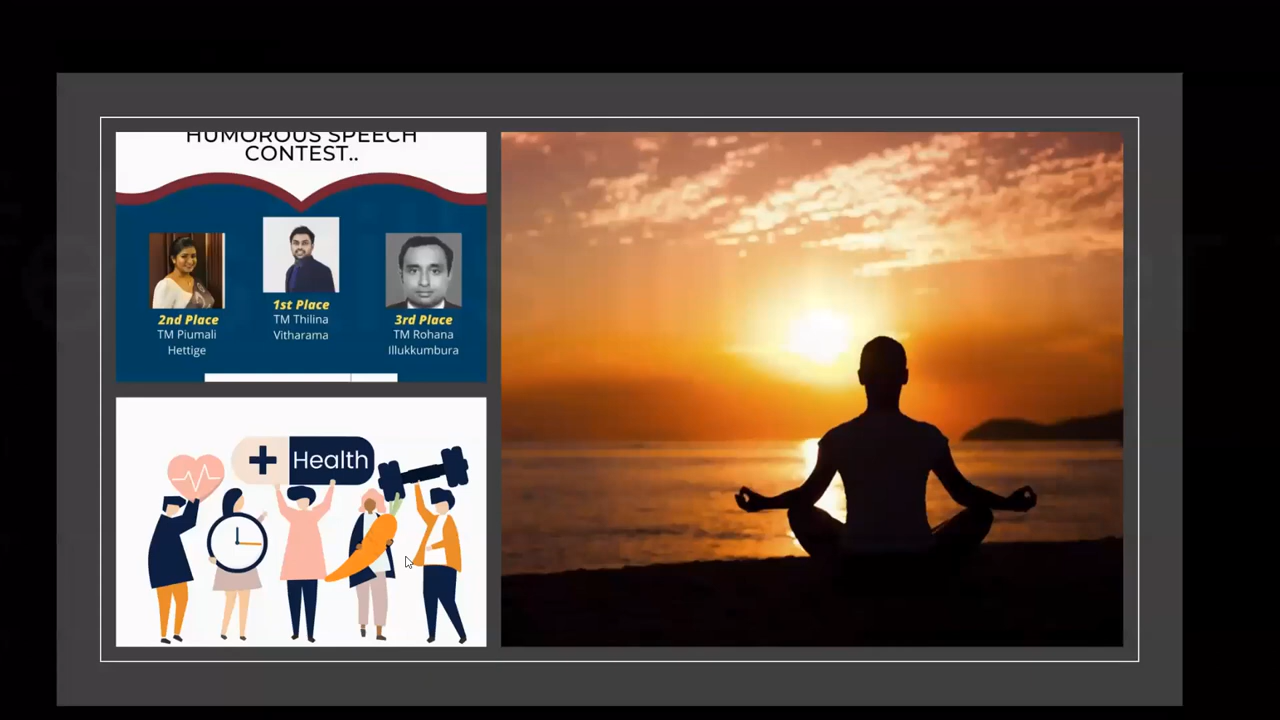 HUMOROUS SPEECH
CONTEST..
1st Place
TM Thilina
Vitharama
2nd Place
TM Piumali
Hettige
3rd Place
TM Rohana
Illukkumbura
Health